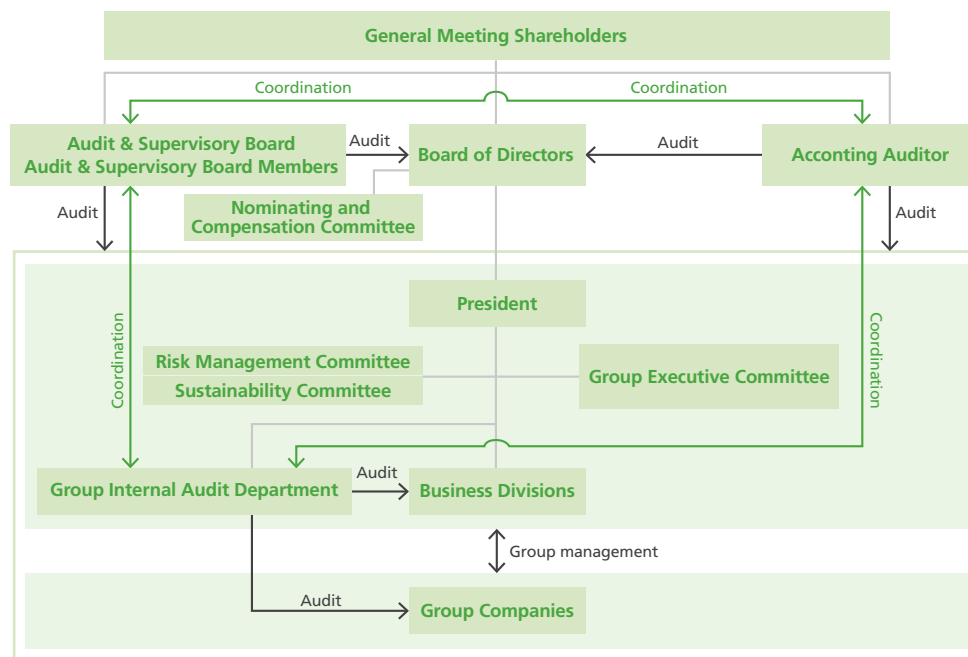 General Meeting Shareholders
Coordination
Coordination
Audit & Supervisory Board
Audit & Supervisory Board Members
Audit
Board of Directors
Audit
Acconting Auditor
Nominating and
Compensation Committee
Audit
Audit
President
Coordination
Coordination
Risk Management Committee
Sustainability Committee
Group Executive Committee
Group Internal Audit Department
Audit
Business Divisions
Group management
Audit
Group Companies